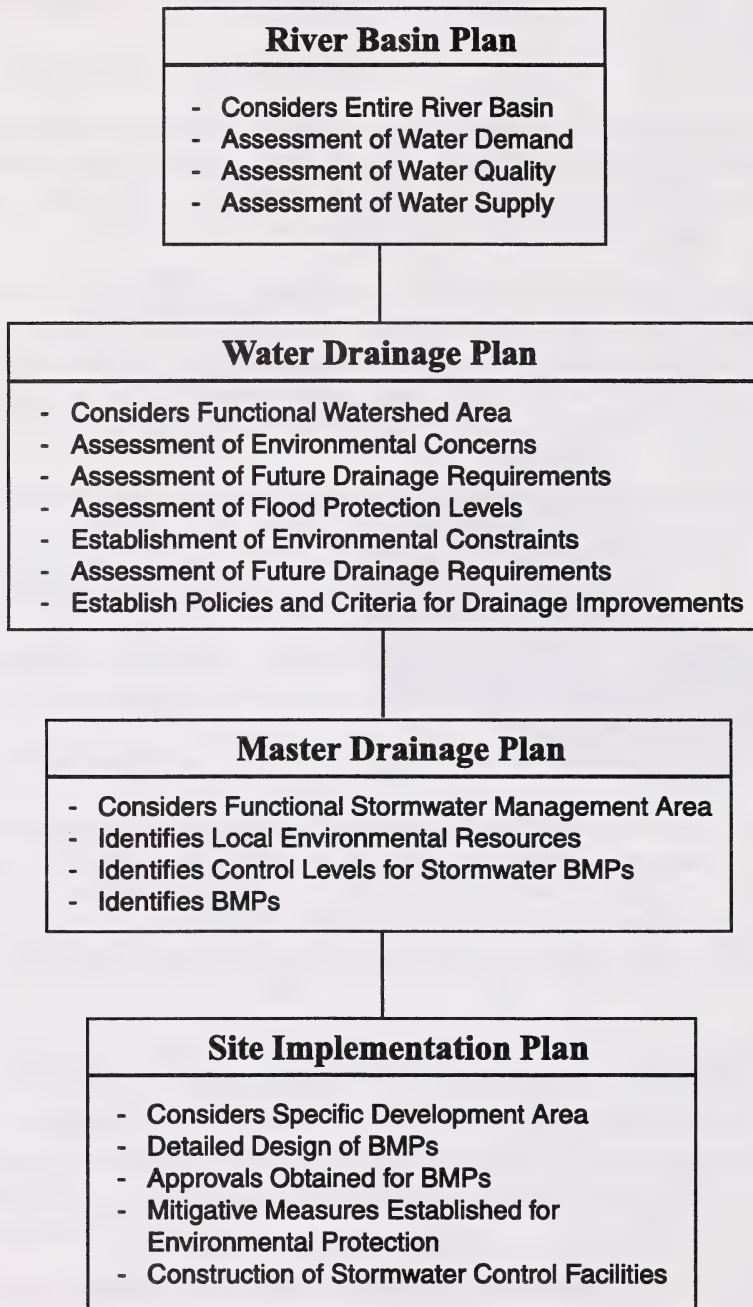 River Basin Plan
- Considers Entire River Basin
- Assessment of Water Demand
- Assessment of Water Quality
- Assessment of Water Supply
Water Drainage Plan
- Considers Functional Watershed Area
- Assessment of Environmental Concerns
- Assessment of Future Drainage Requirements
- Assessment of Flood Protection Levels
- Establishment of Environmental Constraints
- Assessment of Future Drainage Requirements
- Establish Policies and Criteria for Drainage Improvements
Master Drainage Plan
- Considers Functional Stormwater Management Area
- Identifies Local Environmental Resources
- Identifies Control Levels for Stormwater BMPs
- Identifies BMPs
Site Implementation Plan
- Considers Specific Development Area
- Detailed Design of BMPs
- Approvals Obtained for BMPs
- Mitigative Measures Established for
Environmental Protection
- Construction of Stormwater Control Facilities